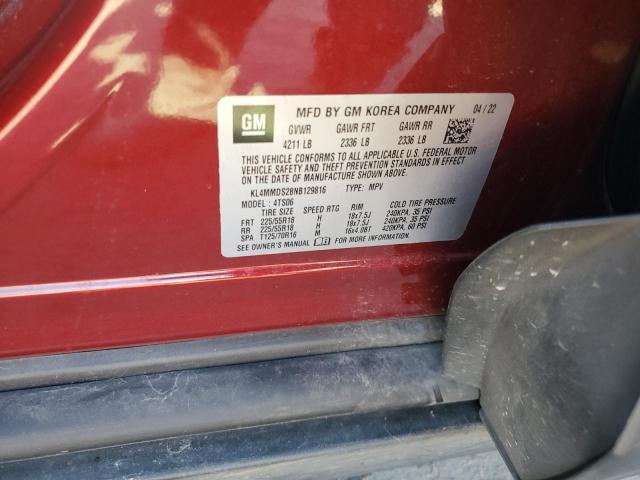 GM
MFD BY GM KOREA COMPANY 04 / 22
GVWR GAWR FRT GAWR RR
4211 LB 2336 LB 2336 LB
THIS VEHICLE CONFORMS TO ALL APPLICABLE U.S. FEDERAL MOTOR
VEHICLE SAFETY AND THEFT PREVENTION STANDARDS IN EFFECT ON
THE DATE OF MANUFACTURE SHOWN ABOVE.
KL4MMDS28NB129816 TYPE: MPV
MODEL : 4TS06
TIRE SIZE SPEED RTG RIM COLD TIRE PRESSURE
FRT 225/55R18 H 18x7.5J 240KPA, 35 PSI
RR 225/55R18 H 18x7.5J 240KPA, 35 PSI
SPA T125/70R16 M 16x4.0BT 420KPA, 60 PSI
SEE OWNER'S MANUAL FOR MORE INFORMATION.